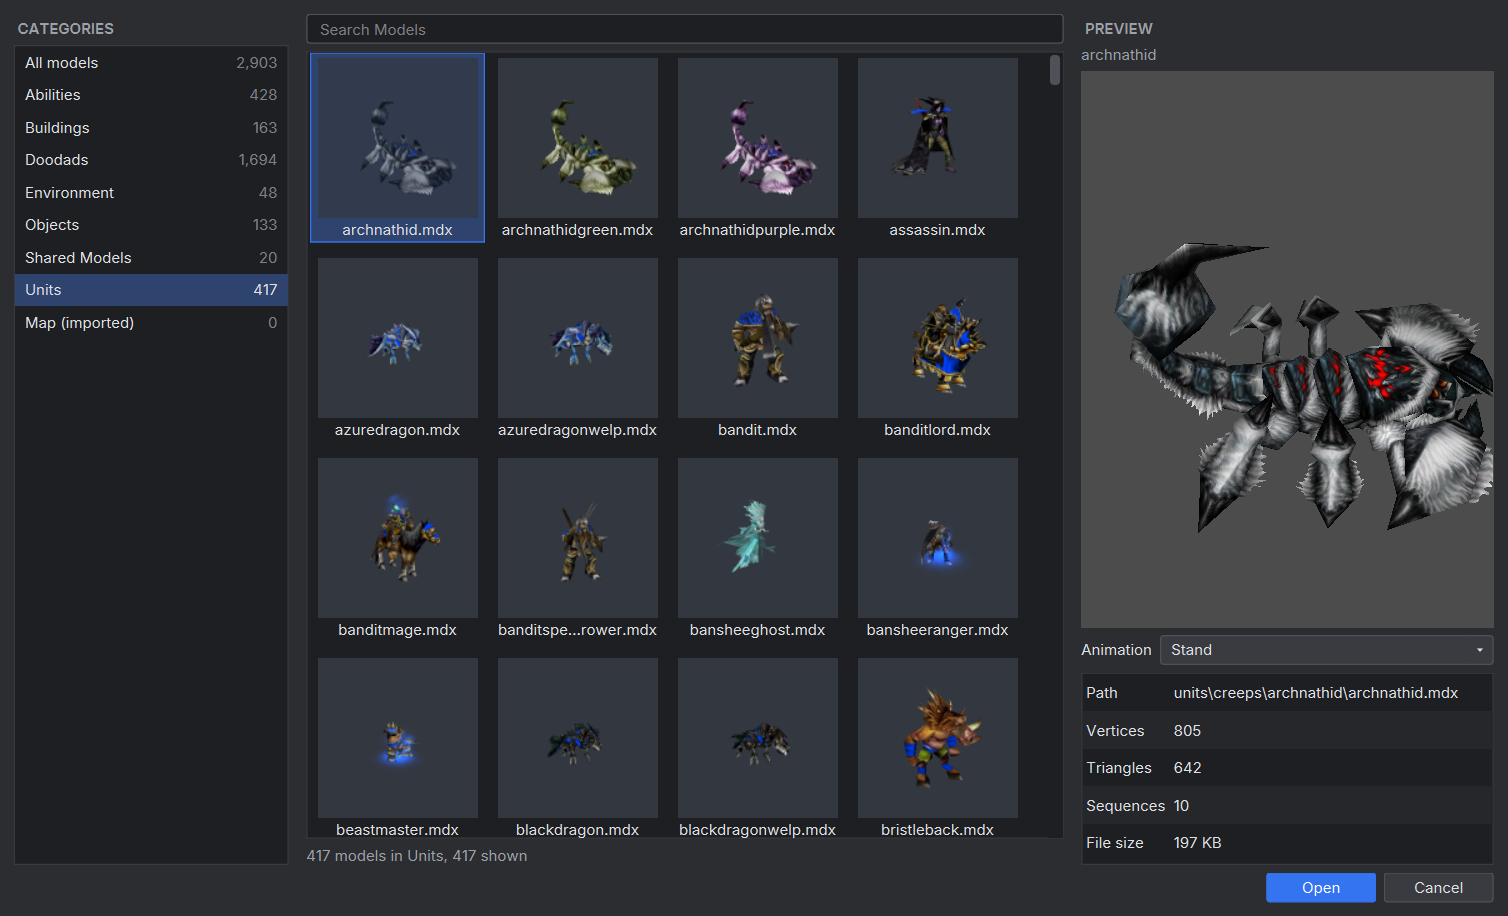 CATEGORIES
All models 2,903
Abilities 428
Buildings 163
Doodads 1,694
Environment 48
Objects 133
Shared Models 20
Units 417
Map (imported) 0
Search Models
archnathid.mdx archnathidgreen.mdx archnathidpurple.mdx assassin.mdx
azuredragon.mdx azuredragonwelp.mdx bandit.mdx banditlord.mdx
banditmage.mdx banditspe...rower.mdx bansheeghost.mdx bansheeranger.mdx
beastmaster.mdx blackdragon.mdx blackdragonwelp.mdx bristleback.mdx
417 models in Units, 417 shown
PREVIEW
archnathid
Animation Stand
Path units\creeps\archnathid\archnathid.mdx
Vertices 805
Triangles 642
Sequences 10
File size 197 KB
Open Cancel